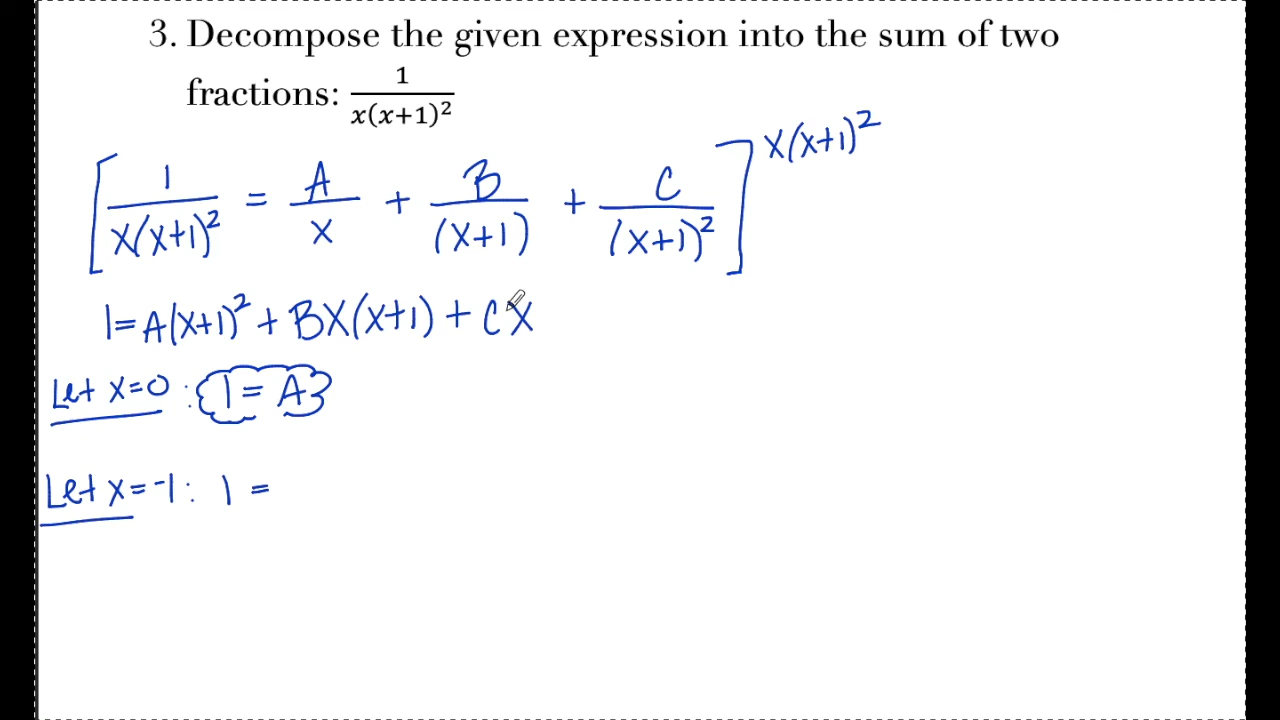 3. Decompose the given expression into the sum of two
fractions: 1/(x(x+1)²)
[1/(x(x+1)²) = A/x + B/(x+1) + C/(x+1)²] x(x+1)²
1=A(x+1)² + Bx(x+1) + Cx
Let x=0 : 1 = A
Let x=-1 : 1 =